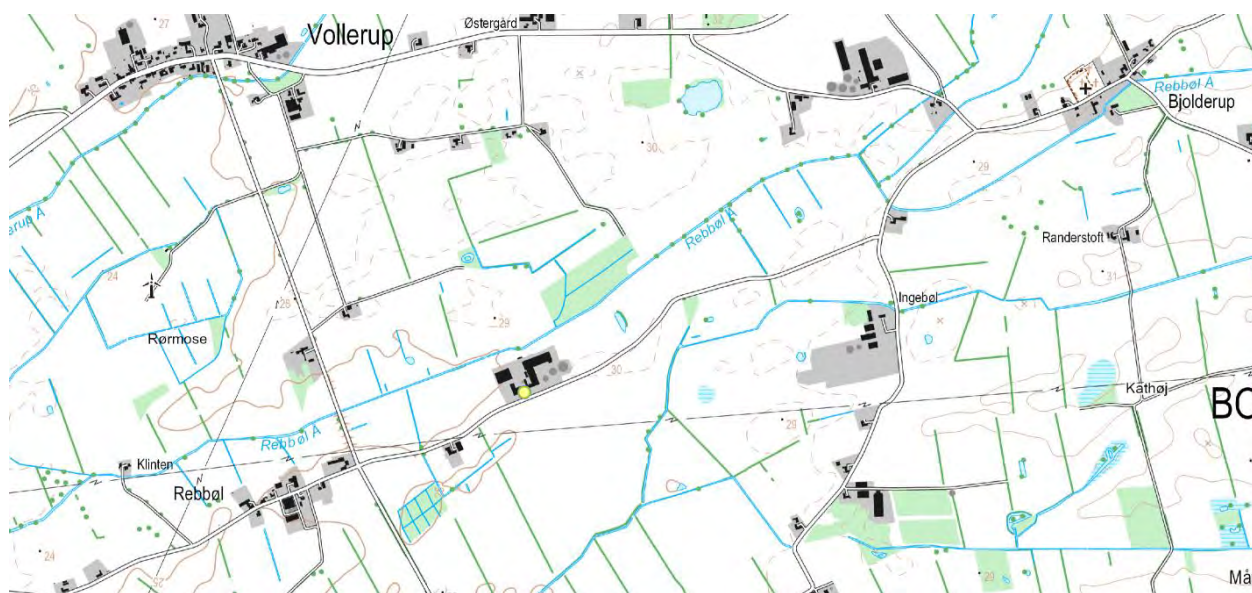 Østergård
32
27
Vollerup
Rebbøl A
Bjolderup
30
29
Rebbøl A
Randerstoft
24
31
26
Ingebøl
Rørmose
29
30
Kathøj
BO
29
Rebbøl A
Klinten
Rebbøl
24
25
29
Må